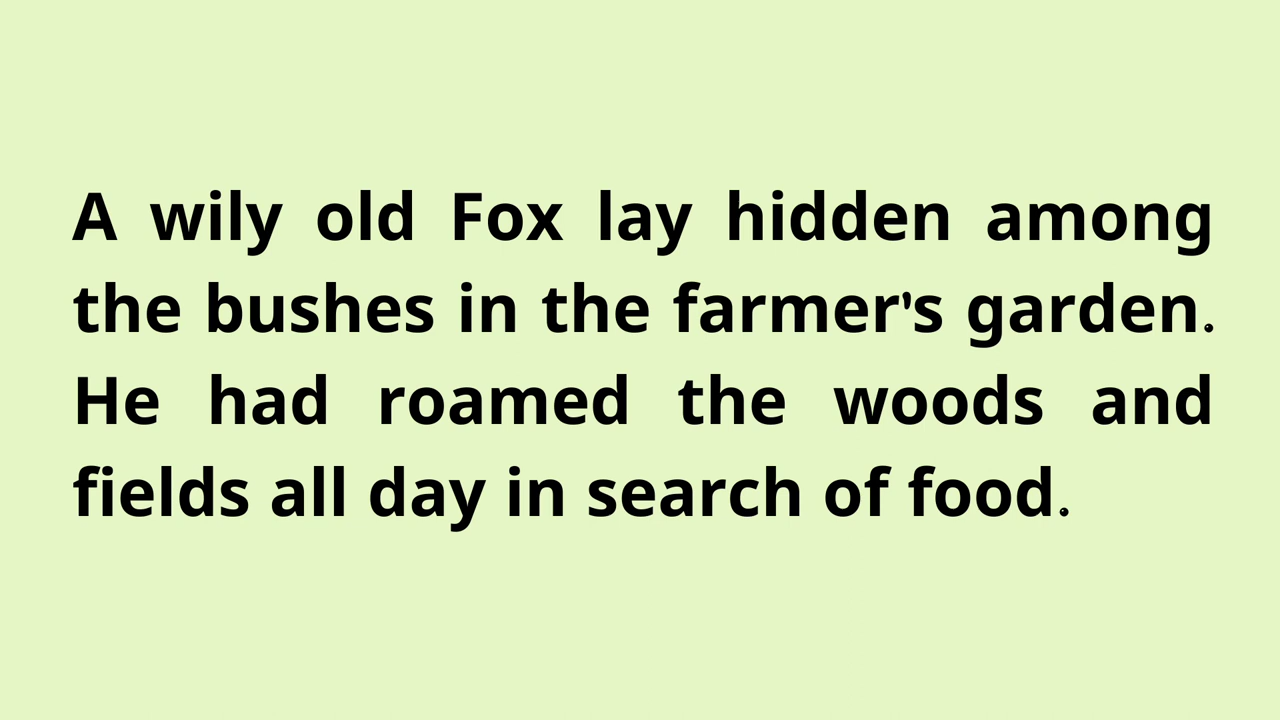 A wily old Fox lay hidden among
the bushes in the farmer's garden.
He had roamed the woods and
fields all day in search of food.